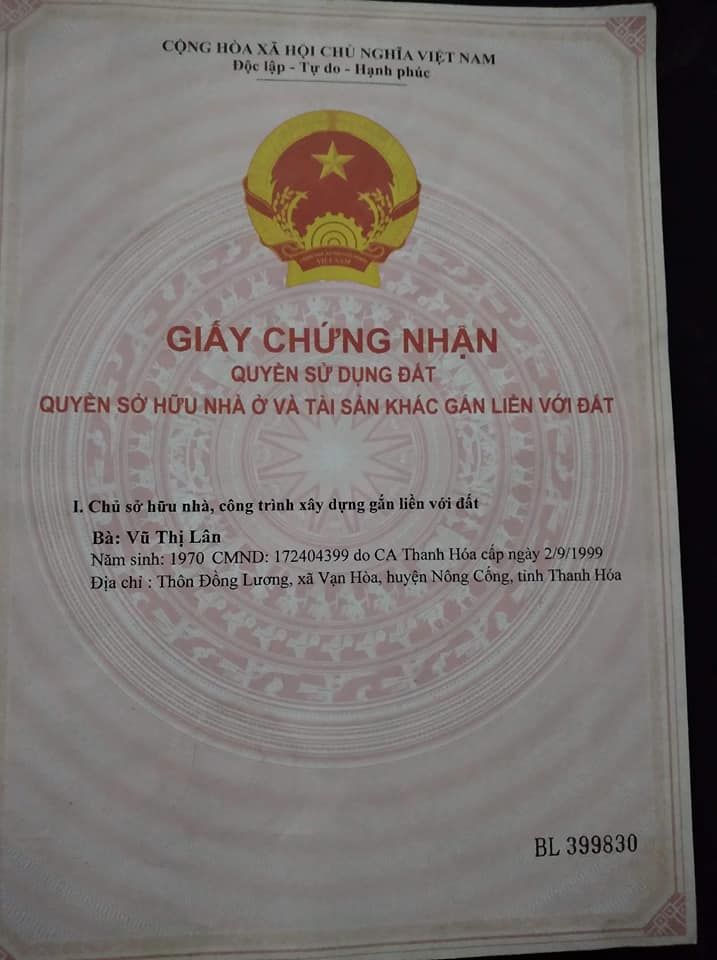 CỘNG HÒA XÃ HỘI CHỦ NGHĨA VIỆT NAM
Độc lập - Tự do - Hạnh phúc
VIỆT NAM
GIẤY CHỨNG NHẬN
QUYỀN SỬ DỤNG ĐẤT
QUYỀN SỞ HỮU NHÀ Ở VÀ TÀI SẢN KHÁC GẮN LIỀN VỚI ĐẤT
I. Chủ sở hữu nhà, công trình xây dựng gắn liền với đất
Bà: Vũ Thị Lân
Năm sinh: 1970 CMND: 172404399 do CA Thanh Hóa cấp ngày 2/9/1999
Địa chỉ : Thôn Đồng Lương, xã Vạn Hòa, huyện Nông Cống, tỉnh Thanh Hóa
BL 399830